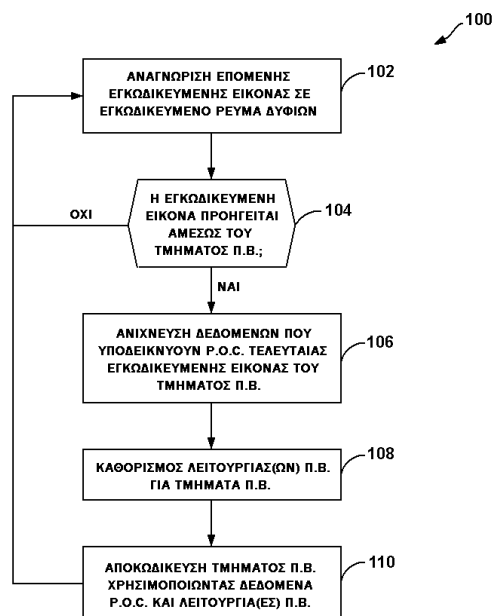 100
ΑΝΑΓΝΩΡΙΣΗ ΕΠΟΜΕΝΗΣ
ΕΓΚΩΔΙΚΕΥΜΕΝΗΣ ΕΙΚΟΝΑΣ ΣΕ
ΕΓΚΩΔΙΚΕΥΜΕΝΟ ΡΕΥΜΑ ΔΥΦΙΩΝ
102
Η ΕΓΚΩΔΙΚΕΥΜΕΝΗ
ΕΙΚΟΝΑ ΠΡΟΗΓΕΙΤΑΙ
ΑΜΕΣΩΣ ΤΟΥ
ΤΜΗΜΑΤΟΣ Π.Β.;
104
ΟΧΙ
ΝΑΙ
ΑΝΙΧΝΕΥΣΗ ΔΕΔΟΜΕΝΩΝ ΠΟΥ
ΥΠΟΔΕΙΚΝΥΟΥΝ P.O.C. ΤΕΛΕΥΤΑΙΑΣ
ΕΓΚΩΔΙΚΕΥΜΕΝΗΣ ΕΙΚΟΝΑΣ ΤΟΥ
ΤΜΗΜΑΤΟΣ Π.Β.
106
ΚΑΘΟΡΙΣΜΟΣ ΛΕΙΤΟΥΡΓΙΑΣ(ΩΝ) Π.Β.
ΓΙΑ ΤΜΗΜΑΤΑ Π.Β.
108
ΑΠΟΚΩΔΙΚΕΥΣΗ ΤΜΗΜΑΤΟΣ Π.Β.
ΧΡΗΣΙΜΟΠΟΙΩΝΤΑΣ ΔΕΔΟΜΕΝΑ
P.O.C. ΚΑΙ ΛΕΙΤΟΥΡΓΙΑ(ΕΣ) Π.Β.
110